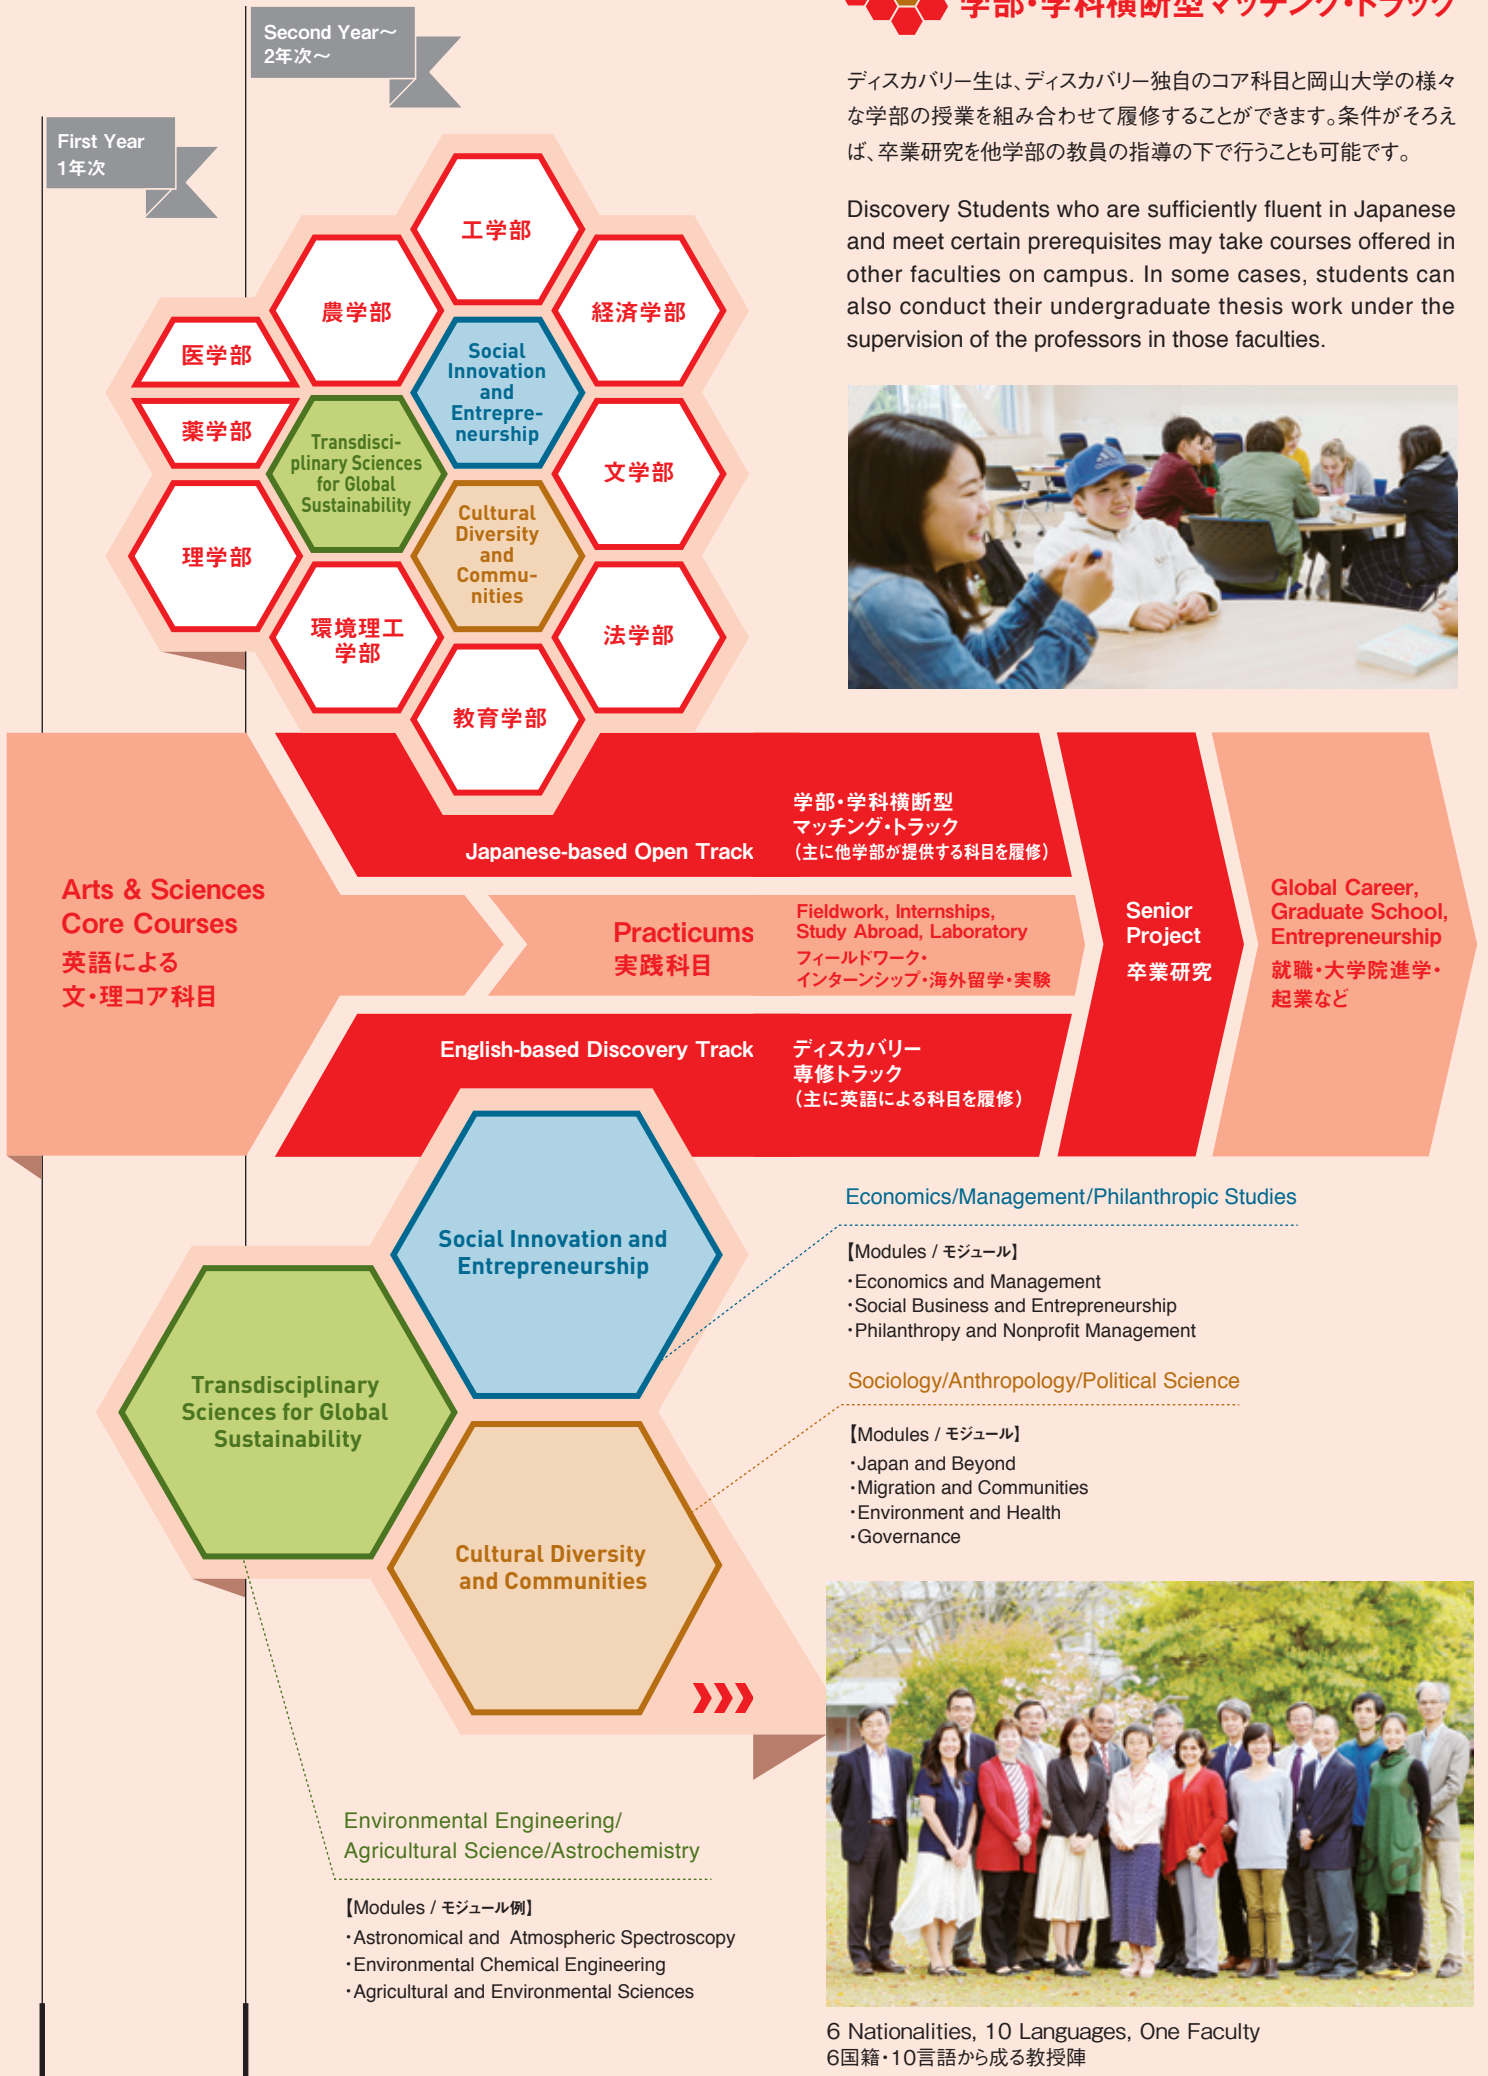 Second Year～
2年次～
First Year
1年次
学部・学科横断型マッチング・トラック
ディスカバリー生は、ディスカバリー独自のコア科目と岡山大学の様々
な学部の授業を組み合わせて履修することができます。条件がそろえ
ば、卒業研究を他学部の教員の指導の下で行うことも可能です。
Discovery Students who are sufficiently fluent in Japanese
and meet certain prerequisites may take courses offered in
other faculties on campus. In some cases, students can
also conduct their undergraduate thesis work under the
supervision of the professors in those faculties.
工学部
農学部
経済学部
医学部
Social
Innovation
and
Entrepre-
neurship
薬学部
Transdisci-
plinary Sciences
for Global
Sustainability
文学部
Cultural
Diversity
and
Commu-
nities
理学部
環境理工
学部
法学部
教育学部
Arts & Sciences
Core Courses
英語による
文・理コア科目
Japanese-based Open Track
学部・学科横断型
マッチング・トラック
（主に他学部が提供する科目を履修）
Practicums
実践科目
Fieldwork, Internships,
Study Abroad, Laboratory
フィールドワーク・
インターンシップ・海外留学・実験
English-based Discovery Track
ディスカバリー
専修トラック
（主に英語による科目を履修）
Senior
Project
卒業研究
Global Career,
Graduate School,
Entrepreneurship
就職・大学院進学・
起業など
Social Innovation and
Entrepreneurship
Transdisciplinary
Sciences for Global
Sustainability
Cultural Diversity
and Communities
Economics/Management/Philanthropic Studies
【Modules / モジュール】
・Economics and Management
・Social Business and Entrepreneurship
・Philanthropy and Nonprofit Management
Sociology/Anthropology/Political Science
【Modules / モジュール】
・Japan and Beyond
・Migration and Communities
・Environment and Health
・Governance
Environmental Engineering/
Agricultural Science/Astrochemistry
【Modules / モジュール例】
・Astronomical and Atmospheric Spectroscopy
・Environmental Chemical Engineering
・Agricultural and Environmental Sciences
6 Nationalities, 10 Languages, One Faculty
6国籍・10言語から成る教授陣